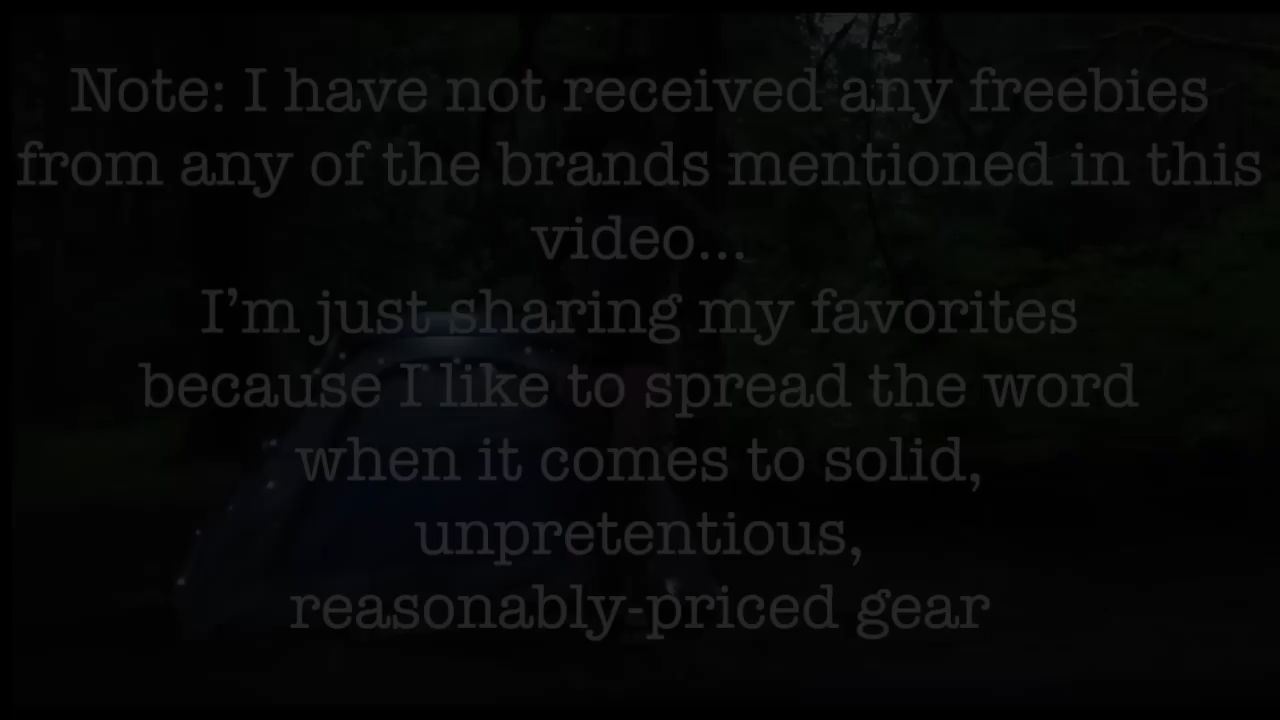 Note: I have not received any freebies
from any of the brands mentioned in this
video...
I'm just sharing my favorites
because I like to spread the word
when it comes to solid,
unpretentious,
reasonably-priced gear